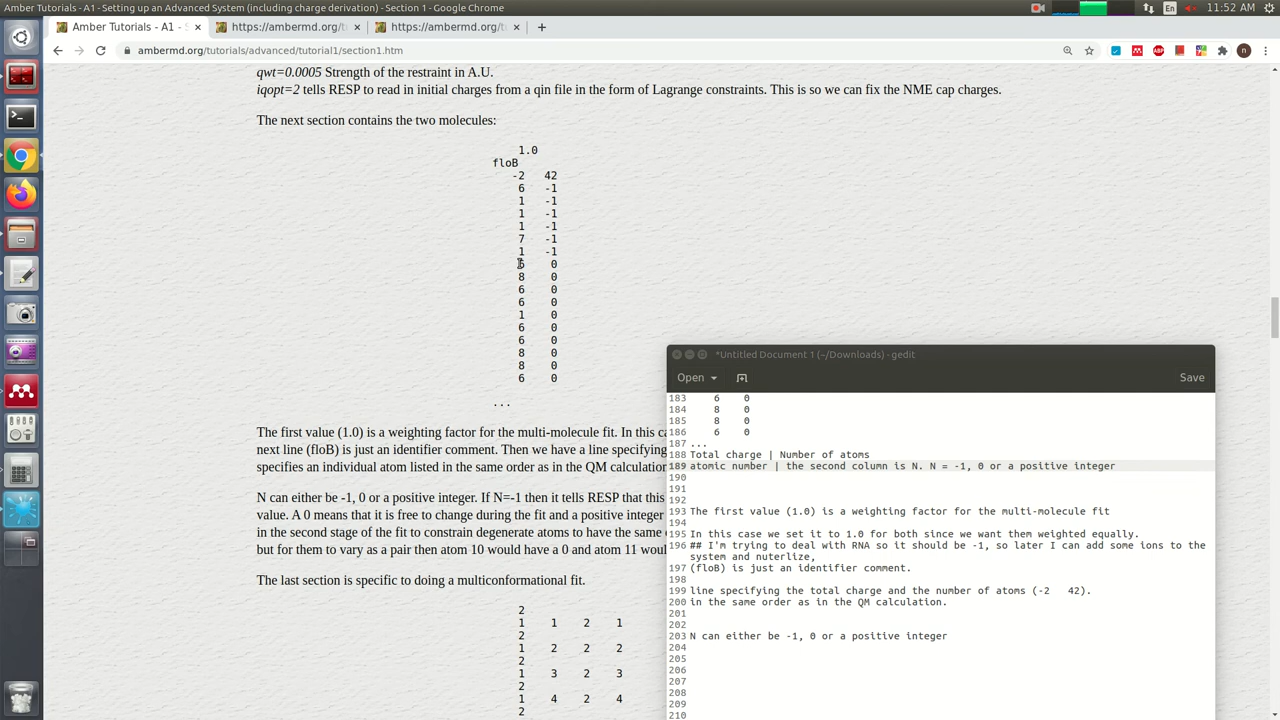 Amber Tutorials - A1 - Setting up an Advanced System (including charge derivation) - Section 1 - Google Chrome
En
11:52 AM
Amber Tutorials - A1 - S
https://ambermd.org/tutoria
https://ambermd.org/tutoria
ambermd.org/tutorials/advanced/tutorial1/section1.htm
n
qwt=0.0005 Strength of the restraint in A.U.
iqopt=2 tells RESP to read in initial charges from a qin file in the form of Lagrange constraints. This is so we can fix the NME cap charges.
The next section contains the two molecules:
1.0
floB
-2 42
6 -1
1 -1
1 -1
1 -1
7 -1
1 -1
6 0
8 0
6 0
6 0
1 0
6 0
6 0
8 0
8 0
6 0
...
The first value (1.0) is a weighting factor for the multi-molecule fit. In this ca
next line (floB) is just an identifier comment. Then we have a line specifying
specifies an individual atom listed in the same order as in the QM calculation
N can either be -1, 0 or a positive integer. If N=-1 then it tells RESP that this
value. A 0 means that it is free to change during the fit and a positive integer
in the second stage of the fit to constrain degenerate atoms to have the same c
but for them to vary as a pair then atom 10 would have a 0 and atom 11 woul
The last section is specific to doing a multiconformational fit.
2
1 1 2 1
2
1 2 2 2
2
1 3 2 3
2
1 4 2 4
2
*Untitled Document 1 (~/Downloads) - gedit
Open
Save
183 6 0
184 8 0
185 8 0
186 6 0
187 ...
188 Total charge | Number of atoms
189 atomic number | the second column is N. N = -1, 0 or a positive integer
190
191
192
193 The first value (1.0) is a weighting factor for the multi-molecule fit
194
195 In this case we set it to 1.0 for both since we want them weighted equally.
196 ## I'm trying to deal with RNA so it should be -1, so later I can add some ions to the
system and nuterlize,
197 (floB) is just an identifier comment.
198
199 line specifying the total charge and the number of atoms (-2 42).
200 in the same order as in the QM calculation.
201
202
203 N can either be -1, 0 or a positive integer
204
205
206
207
208
209
210